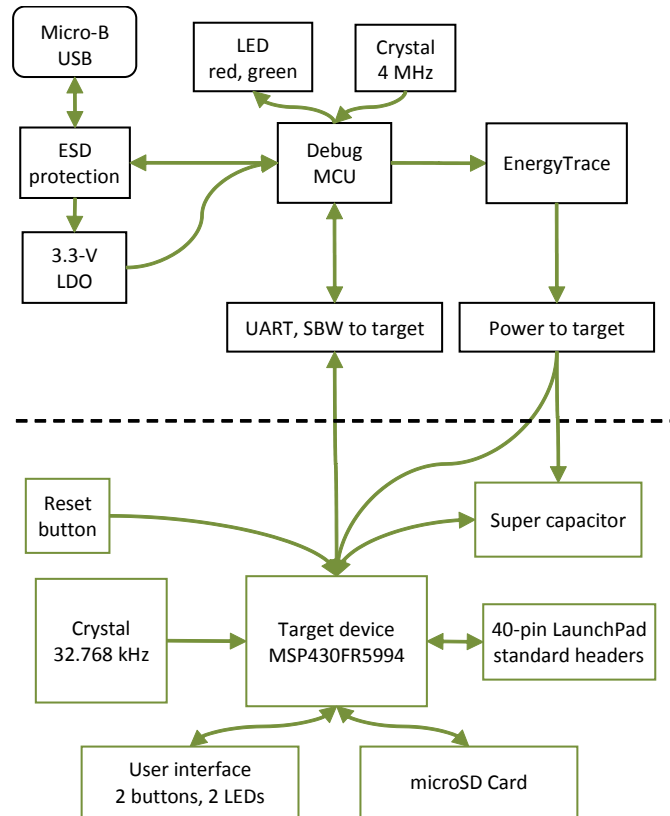 Micro-B
USB
LED
red, green
Crystal
4 MHz
ESD
protection
Debug
MCU
EnergyTrace
3.3-V
LDO
UART, SBW to target
Power to target
Reset
button
Super capacitor
Crystal
32.768 kHz
Target device
MSP430FR5994
40-pin LaunchPad
standard headers
User interface
2 buttons, 2 LEDs
microSD Card